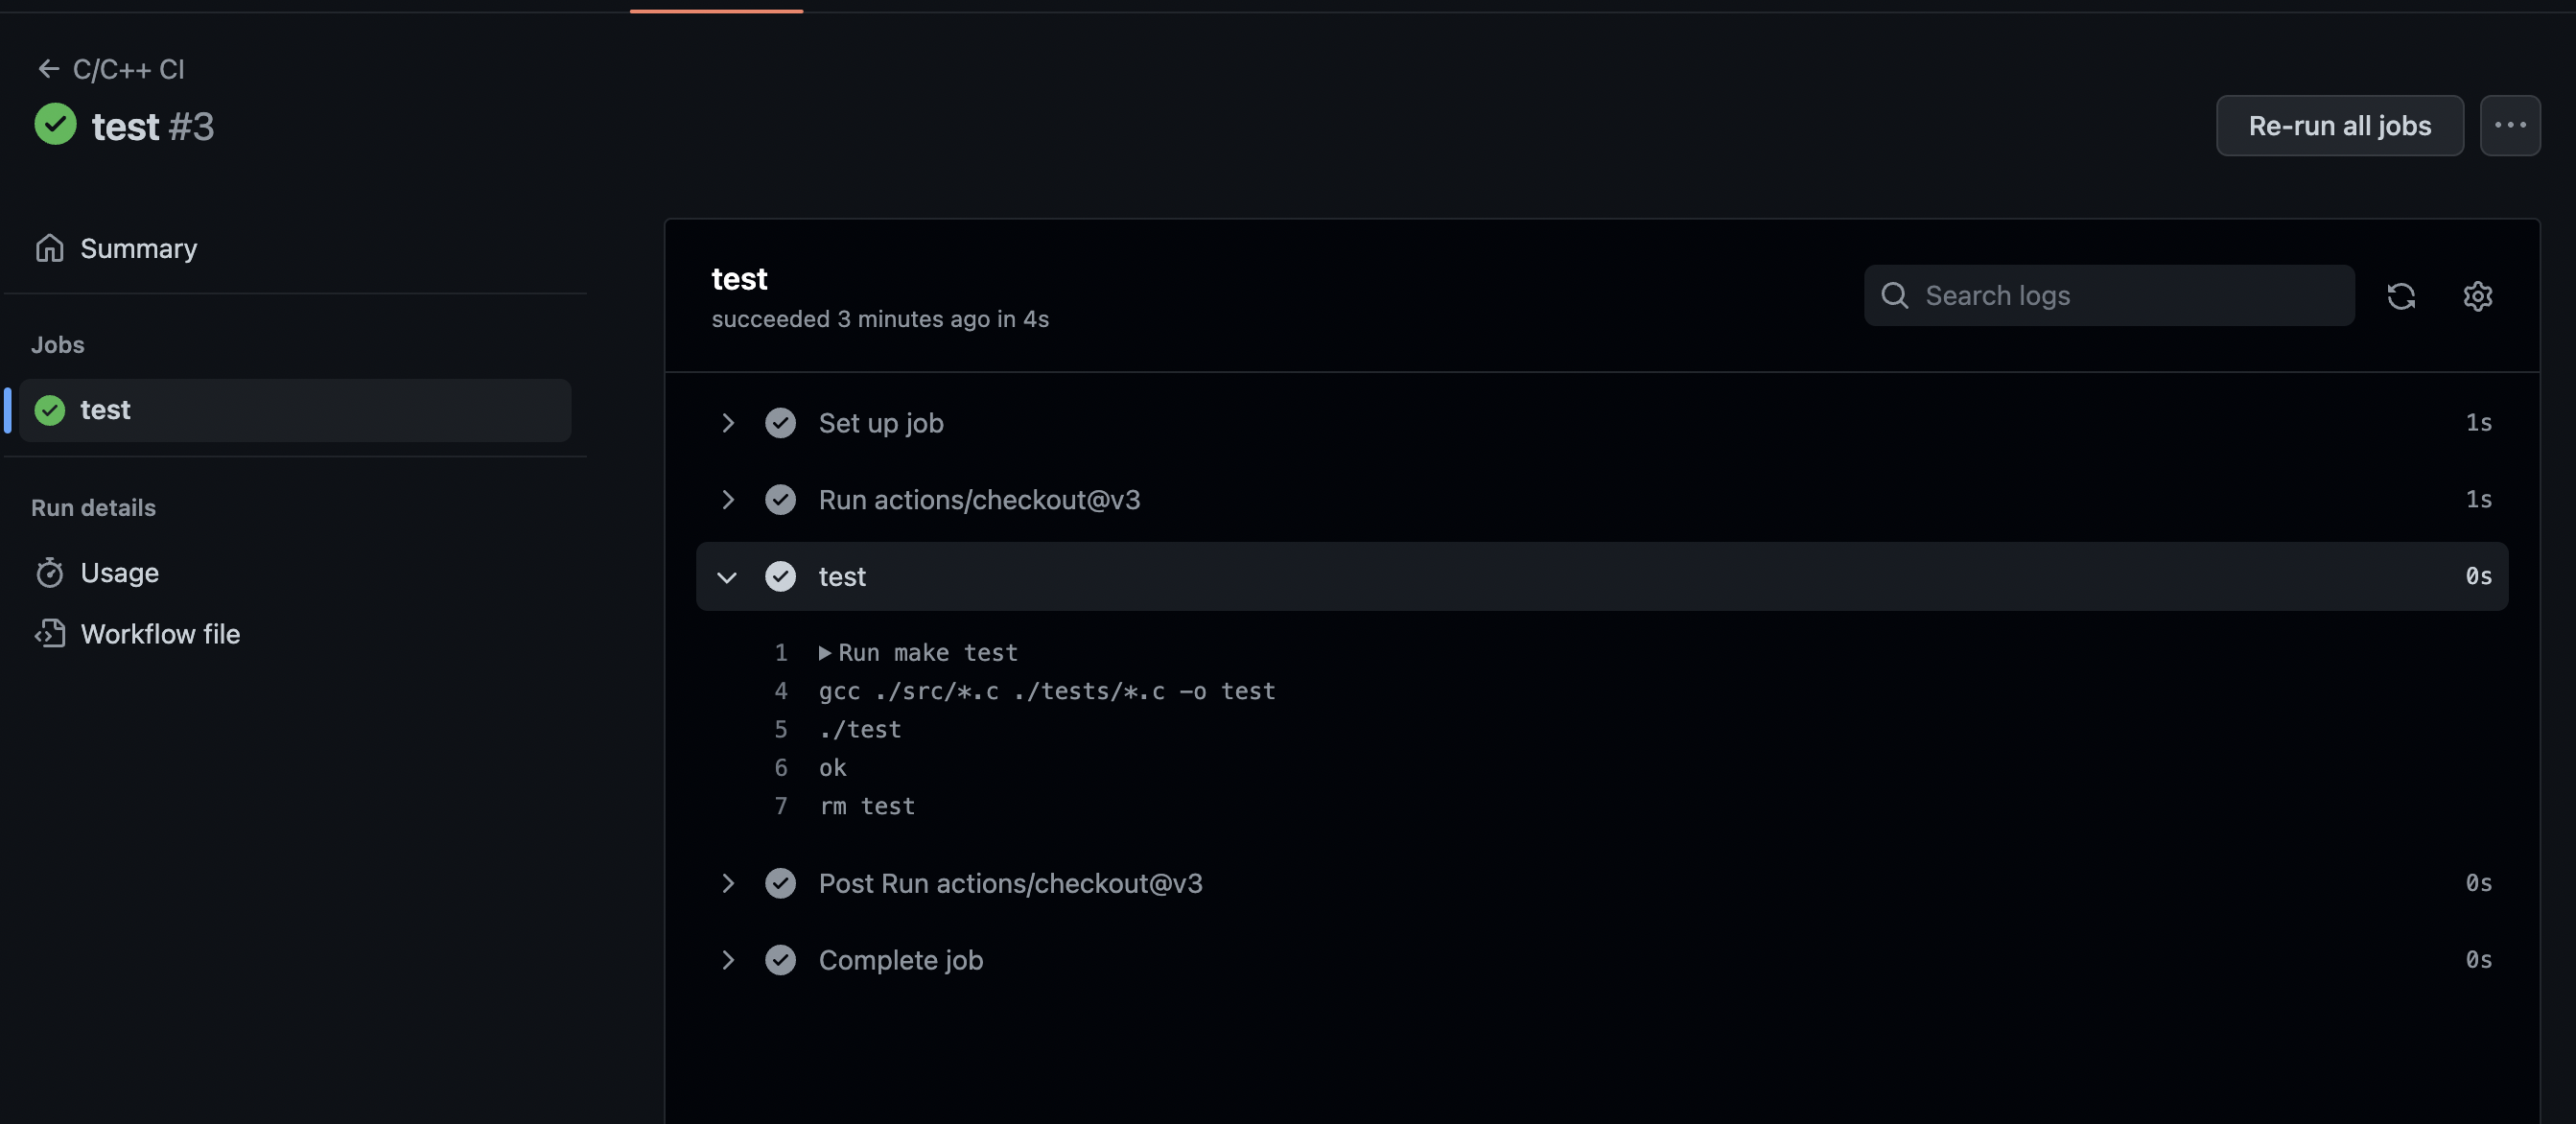 C/C++ CI
test #3
Re-run all jobs
Summary
Jobs
test
Run details
Usage
Workflow file
test
succeeded 3 minutes ago in 4s
Search logs
Set up job 1s
Run actions/checkout@v3 1s
test 0s
1 Run make test
4 gcc ./src/*.c ./tests/*.c -o test
5 ./test
6 ok
7 rm test
Post Run actions/checkout@v3 0s
Complete job 0s